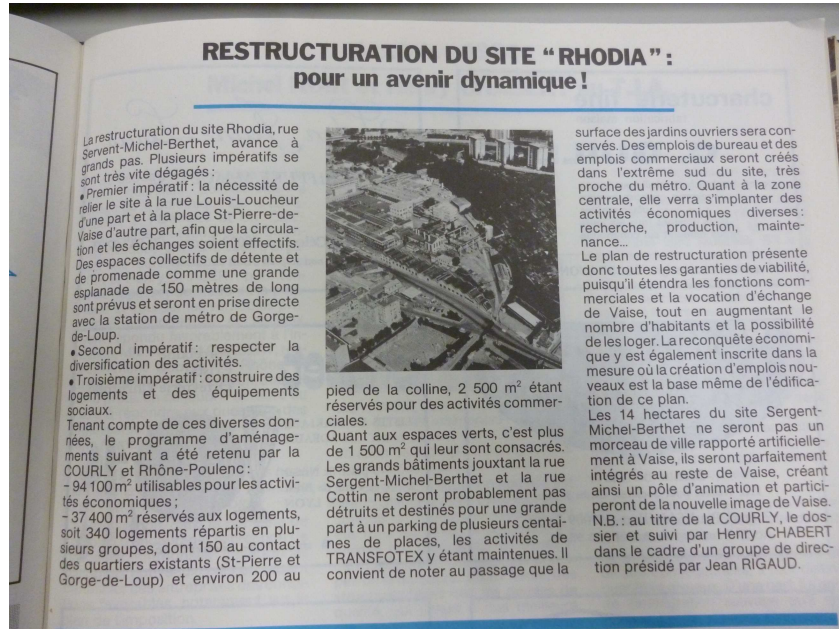 RESTRUCTURATION DU SITE “RHODIA” :
pour un avenir dynamique !
La restructuration du site Rhodia, rue
Servent-Michel-Berthet, avance à
grands pas. Plusieurs impératifs se
sont très vite dégagés :
• Premier impératif : la nécessité de
relier le site à la rue Louis-Loucheur
d'une part et à la place St-Pierre-de-
Vaise d'autre part, afin que la circula-
tion et les échanges soient effectifs.
Des espaces collectifs de détente et
de promenade comme une grande
esplanade de 150 mètres de long
sont prévus et seront en prise directe
avec la station de métro de Gorge-
de-Loup.
• Second impératif : respecter la
diversification des activités.
• Troisième impératif : construire des
logements et des équipements
sociaux.
Tenant compte de ces diverses don-
nées, le programme d'aménage-
ments suivant a été retenu par la
COURLY et Rhône-Poulenc :
– 94 100 m² utilisables pour les activi-
tés économiques ;
– 37 400 m² réservés aux logements,
soit 340 logements répartis en plu-
sieurs groupes, dont 150 au contact
des quartiers existants (St-Pierre et
Gorge-de-Loup) et environ 200 au
pied de la colline, 2 500 m² étant
réservés pour des activités commer-
ciales.
Quant aux espaces verts, c'est plus
de 1 500 m² qui leur sont consacrés.
Les grands bâtiments jouxtant la rue
Sergent-Michel-Berthet et la rue
Cottin ne seront probablement pas
détruits et destinés pour une grande
part à un parking de plusieurs centai-
nes de places, les activités de
TRANSFOTEX y étant maintenues. Il
convient de noter au passage que la
surface des jardins ouvriers sera con-
servés. Des emplois de bureau et des
emplois commerciaux seront créés
dans l'extrême sud du site, très
proche du métro. Quant à la zone
centrale, elle verra s'implanter des
activités économiques diverses :
recherche, production, mainte-
nance...
Le plan de restructuration présente
donc toutes les garanties de viabilité,
puisqu'il étendra les fonctions com-
merciales et la vocation d'échange
de Vaise, tout en augmentant le
nombre d'habitants et la possibilité
de les loger. La reconquête économi-
que y est également inscrite dans la
mesure où la création d'emplois nou-
veaux est la base même de l'édifica-
tion de ce plan.
Les 14 hectares du site Sergent-
Michel-Berthet ne seront pas un
morceau de ville rapporté artificielle-
ment à Vaise, ils seront parfaitement
intégrés au reste de Vaise, créant
ainsi un pôle d'animation et partici-
peront de la nouvelle image de Vaise.
N.B. : au titre de la COURLY, le dos-
sier et suivi par Henry CHABERT
dans le cadre d'un groupe de direc-
tion présidé par Jean RIGAUD.